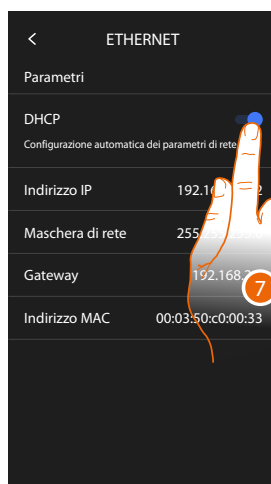 ETHERNET
Parametri
DHCP
Configurazione automatica dei parametri di rete
Indirizzo IP
Maschera di rete
Gateway
7
Indirizzo MAC 00:03:50:c0:00:33